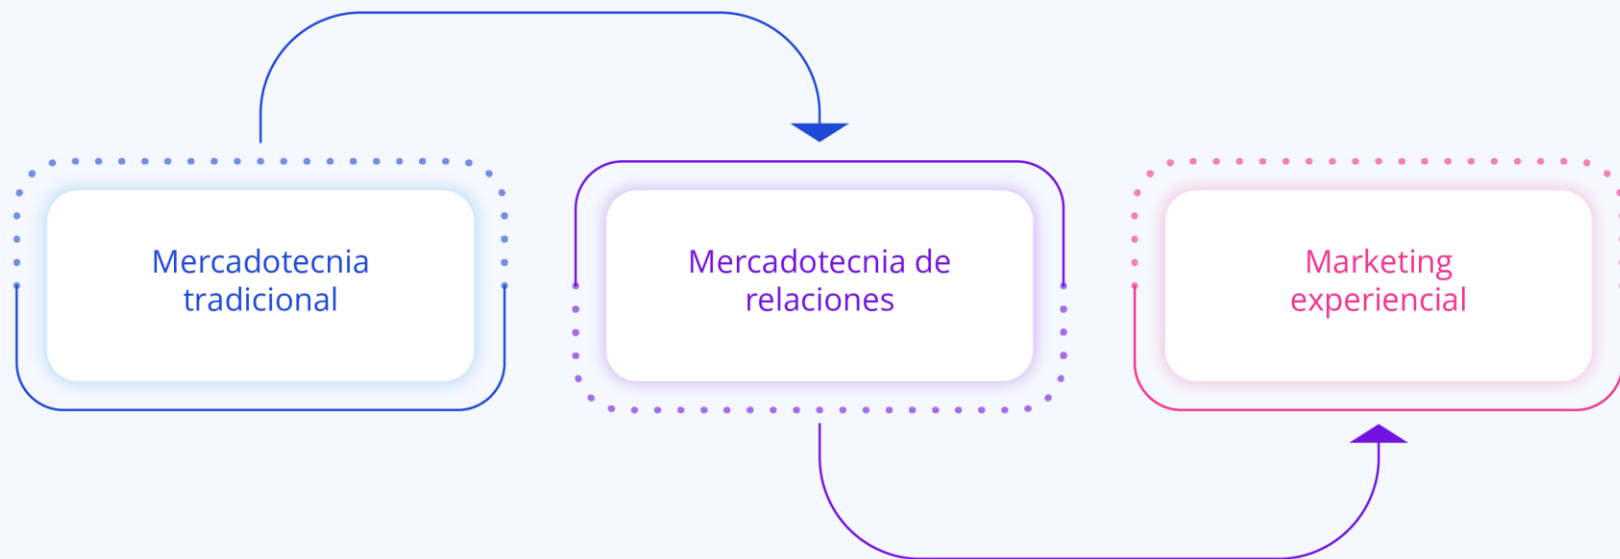 Mercadotecnia
tradicional
Mercadotecnia de
relaciones
Marketing
experiencial